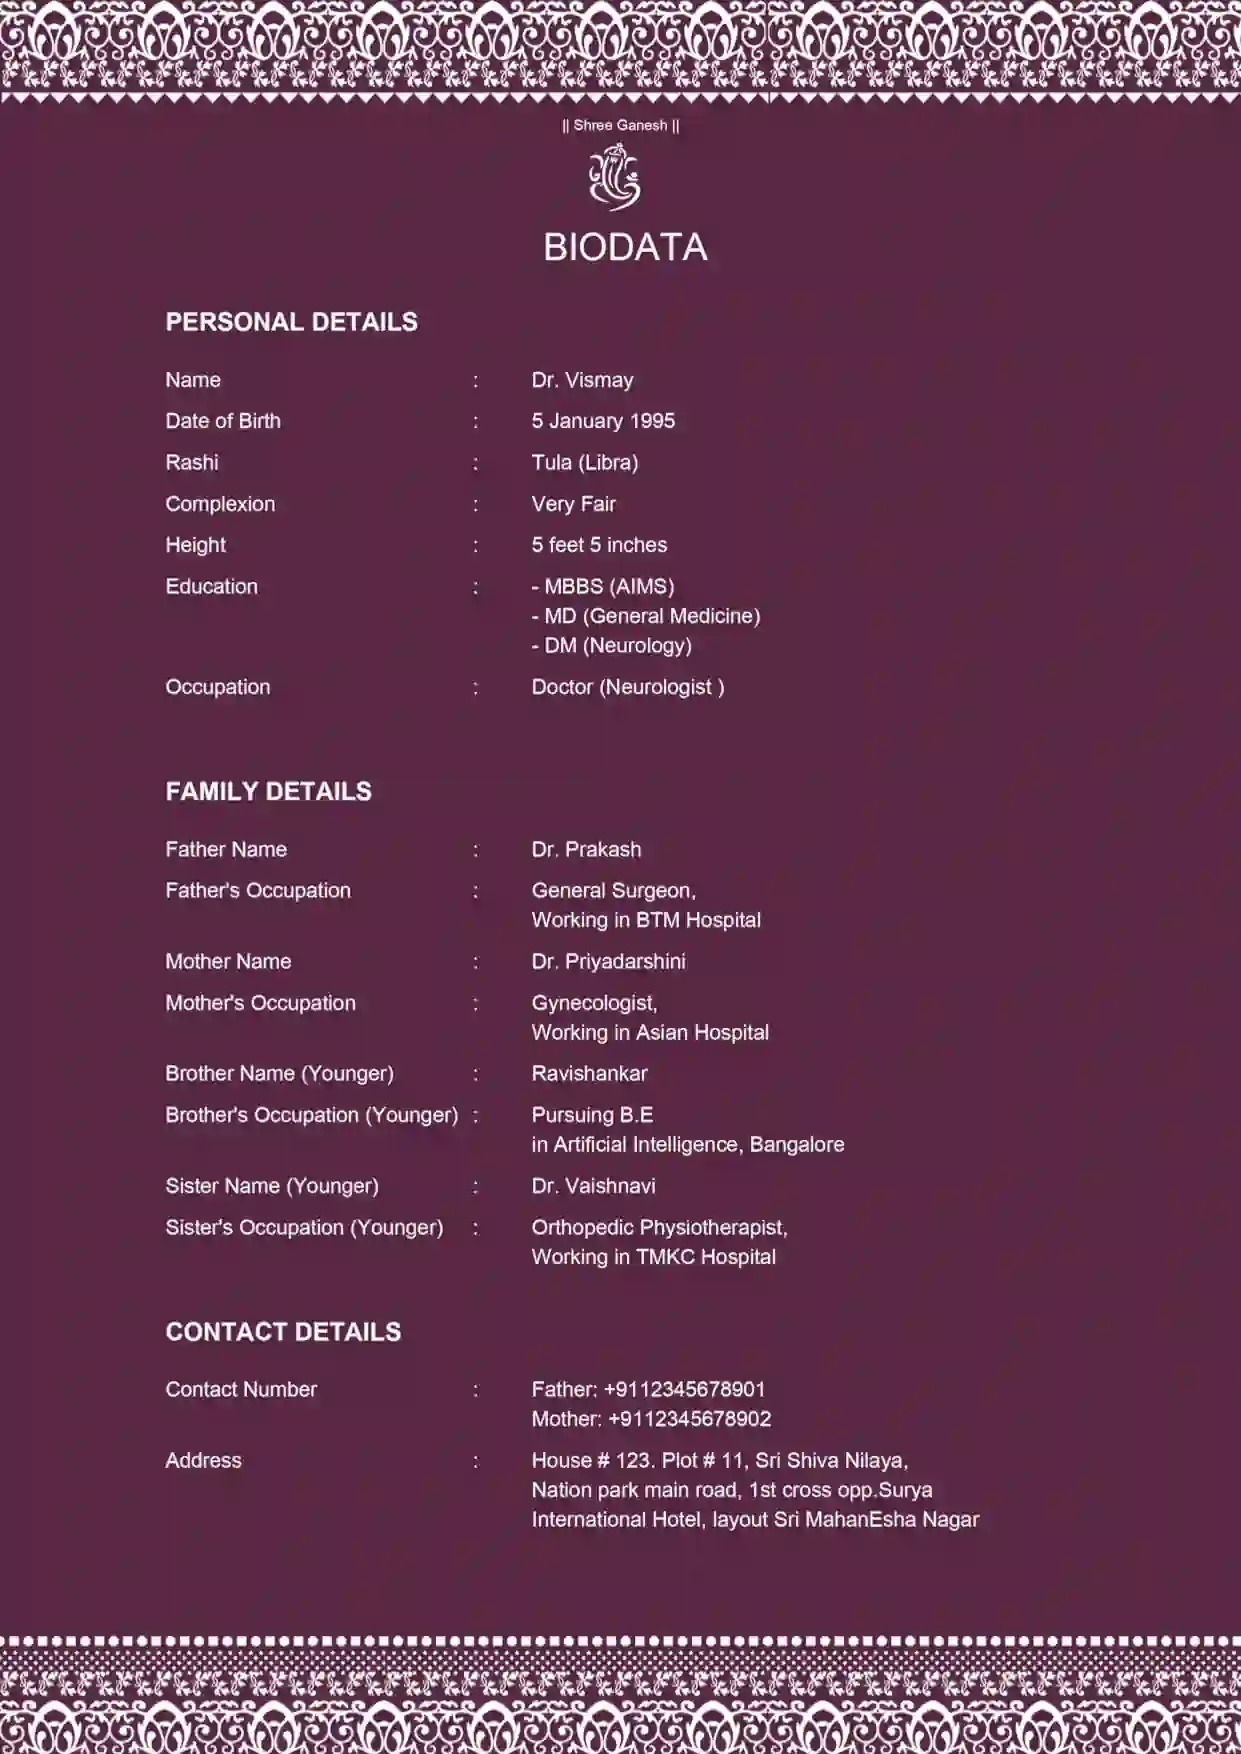 || Shree Ganesh ||
BIODATA
PERSONAL DETAILS
Name : Dr. Vismay
Date of Birth : 5 January 1995
Rashi : Tula (Libra)
Complexion : Very Fair
Height : 5 feet 5 inches
Education : - MBBS (AIMS)
- MD (General Medicine)
- DM (Neurology)
Occupation : Doctor (Neurologist )
FAMILY DETAILS
Father Name : Dr. Prakash
Father's Occupation : General Surgeon,
Working in BTM Hospital
Mother Name : Dr. Priyadarshini
Mother's Occupation : Gynecologist,
Working in Asian Hospital
Brother Name (Younger) : Ravishankar
Brother's Occupation (Younger) : Pursuing B.E
in Artificial Intelligence, Bangalore
Sister Name (Younger) : Dr. Vaishnavi
Sister's Occupation (Younger) : Orthopedic Physiotherapist,
Working in TMKC Hospital
CONTACT DETAILS
Contact Number : Father: +9112345678901
Mother: +9112345678902
Address : House # 123. Plot # 11, Sri Shiva Nilaya,
Nation park main road, 1st cross opp.Surya
International Hotel, layout Sri MahanEsha Nagar